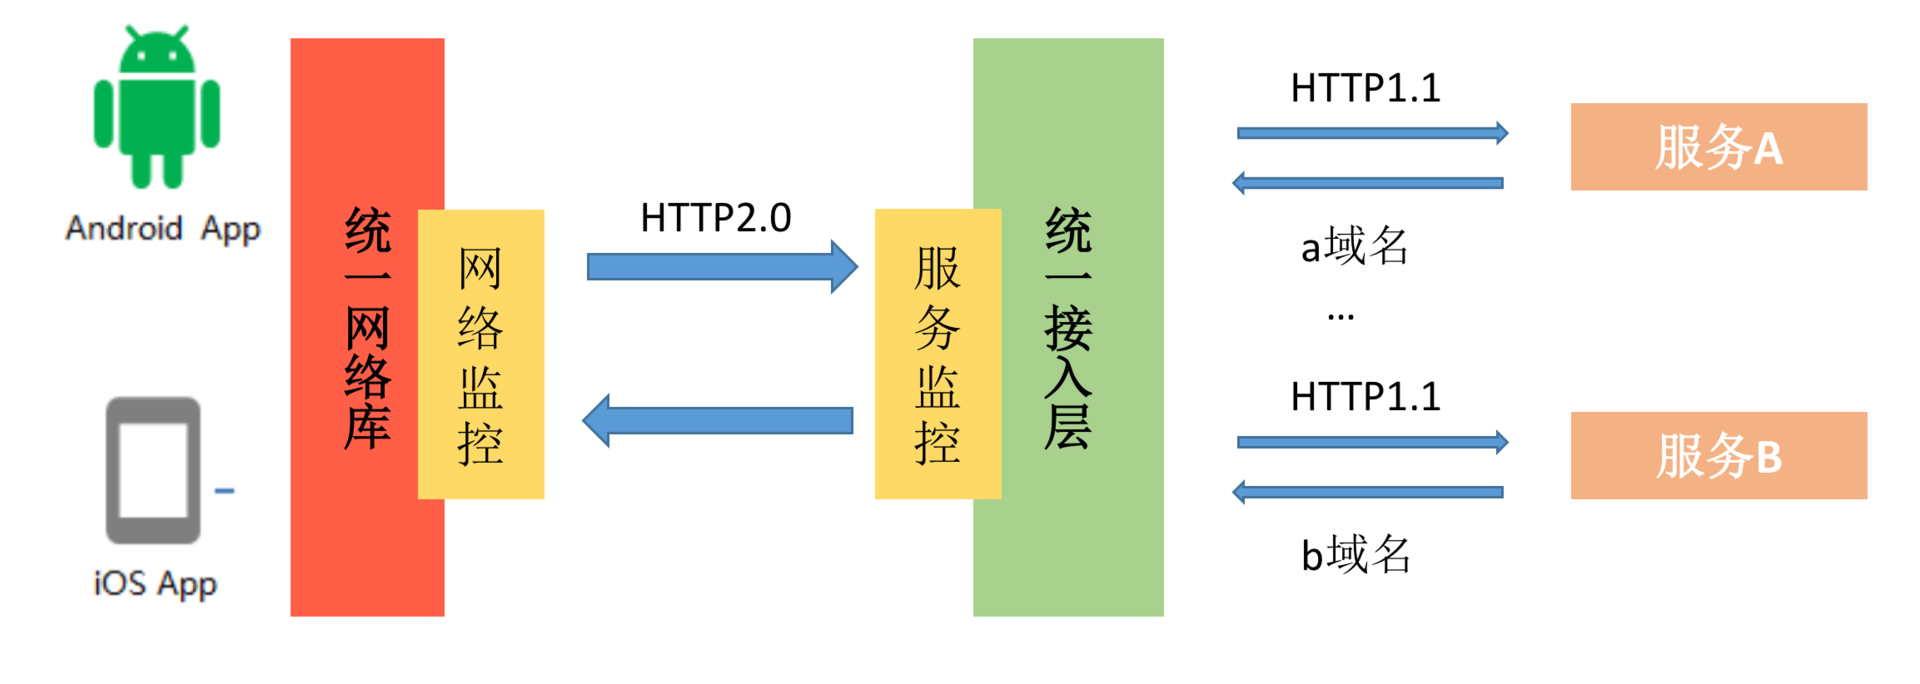 Android App
iOS App
统一网络库
网络监控
HTTP2.0
服务监控
统一接入层
HTTP1.1
a域名
...
HTTP1.1
b域名
服务A
服务B